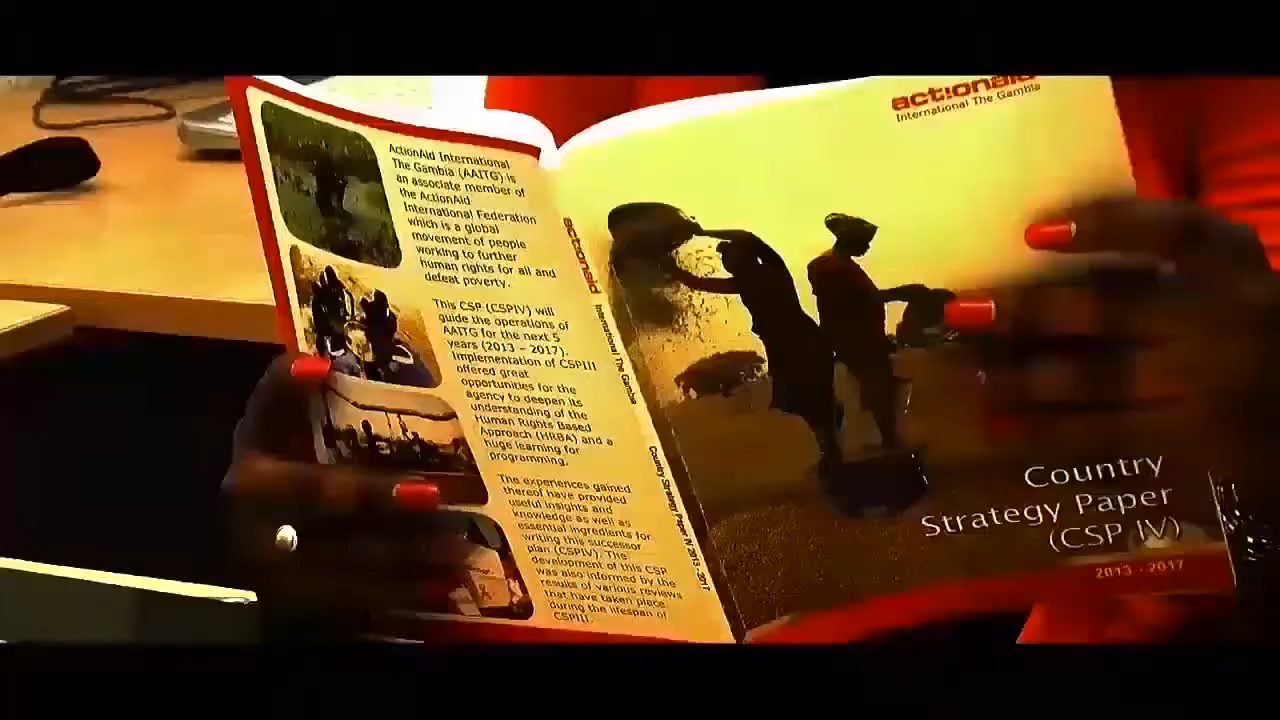 ActionAid International
The Gambia (AAITG) is
an associate member of
the ActionAid
International Federation
which is a global
movement of people
working to further
human rights for all and
defeat poverty.
This CSP (CSPIV) will
guide the operations of
AAITG for the next 5
years (2013 – 2017).
Implementation of CSPIII
offered great
opportunities for the
agency to deepen its
understanding of the
Human Rights Based
Approach (HRBA) and a
huge learning for
programming.
The experiences gained
thereof have provided
useful insights and
knowledge as well as
essential ingredients for
writing this successor
plan (CSPIV). The
development of this CSP
was also informed by the
results of various reviews
that have taken place
during the lifespan of
CSPIII.
actionaid International The Gambia Country Strategy Paper IV 2013 - 2017
actionaid
International The Gambia
Country
Strategy Paper
(CSP IV)
2013 - 2017